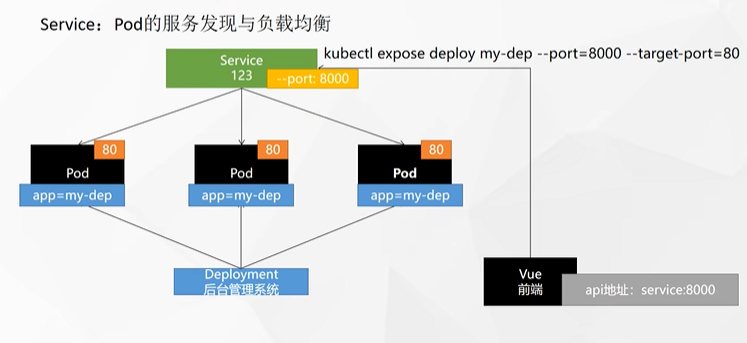 Service：Pod的服务发现与负载均衡
kubectl expose deploy my-dep --port=8000 --target-port=80
Service
123
--port: 8000
80
80
80
Pod
Pod
Pod
app=my-dep
app=my-dep
app=my-dep
Deployment
后台管理系统
Vue
前端
api地址：service:8000